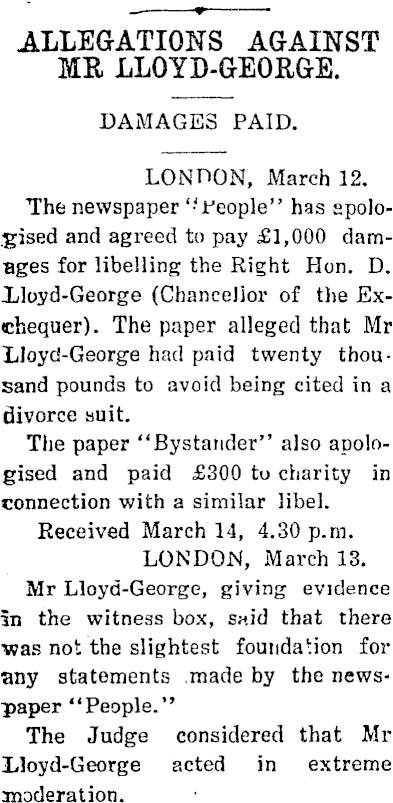 ALLEGATIONS AGAINST
MR LLOYD-GEORGE.
DAMAGES PAID.
LONDON, March 12.
The newspaper "People" has apolo-
gised and agreed to pay £1,000 dam-
ages for libelling the Right Hon. D.
Lloyd-George (Chancellor of the Ex-
chequer). The paper alleged that Mr
Lloyd-George had paid twenty thou-
sand pounds to avoid being cited in a
divorce suit.
The paper "Bystander" also apolo-
gised and paid £300 to charity in
connection with a similar libel.
Received March 14, 4.30 p.m.
LONDON, March 13.
Mr Lloyd-George, giving evidence
in the witness box, said that there
was not the slightest foundation for
any statements made by the news-
paper "People."
The Judge considered that Mr
Lloyd-George acted in extreme
moderation.